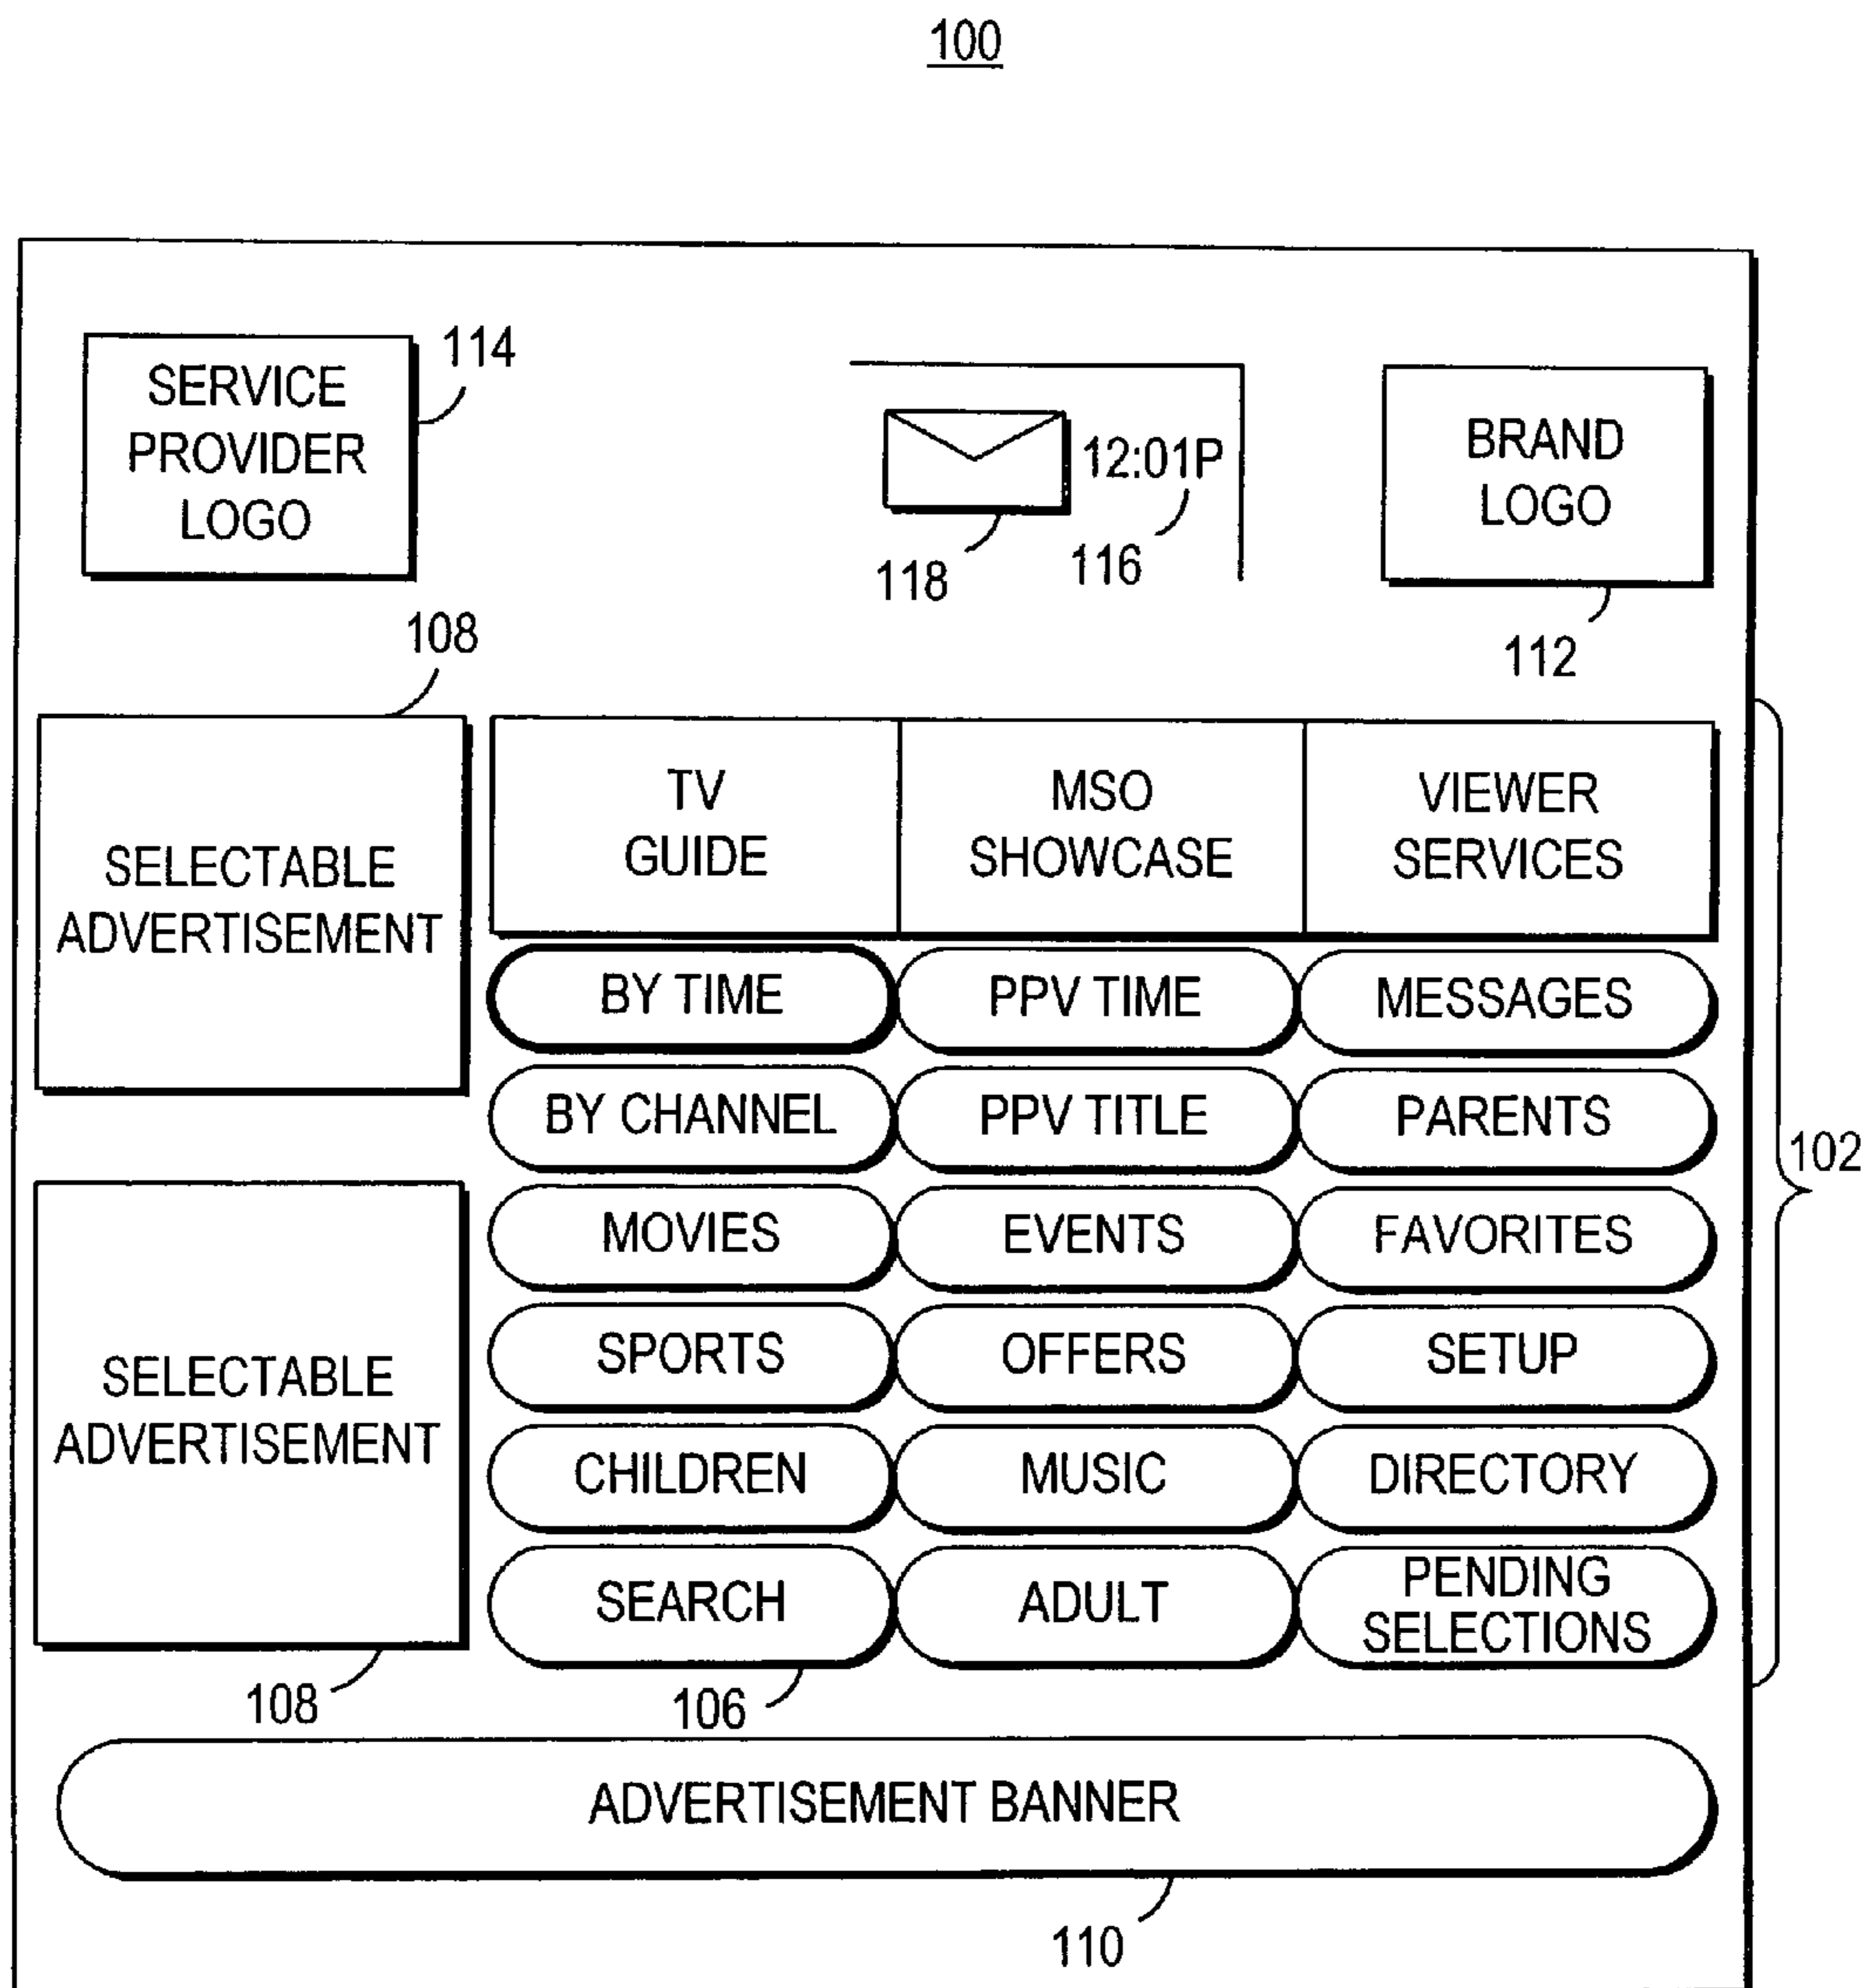 100
SERVICE
PROVIDER
LOGO
114
12:01P
118
116
BRAND
LOGO
112
108
SELECTABLE
ADVERTISEMENT
TV
GUIDE
MSO
SHOWCASE
VIEWER
SERVICES
BY TIME
PPV TIME
MESSAGES
BY CHANNEL
PPV TITLE
PARENTS
102
MOVIES
EVENTS
FAVORITES
SELECTABLE
ADVERTISEMENT
SPORTS
OFFERS
SETUP
CHILDREN
MUSIC
DIRECTORY
SEARCH
ADULT
PENDING
SELECTIONS
108
106
ADVERTISEMENT BANNER
110